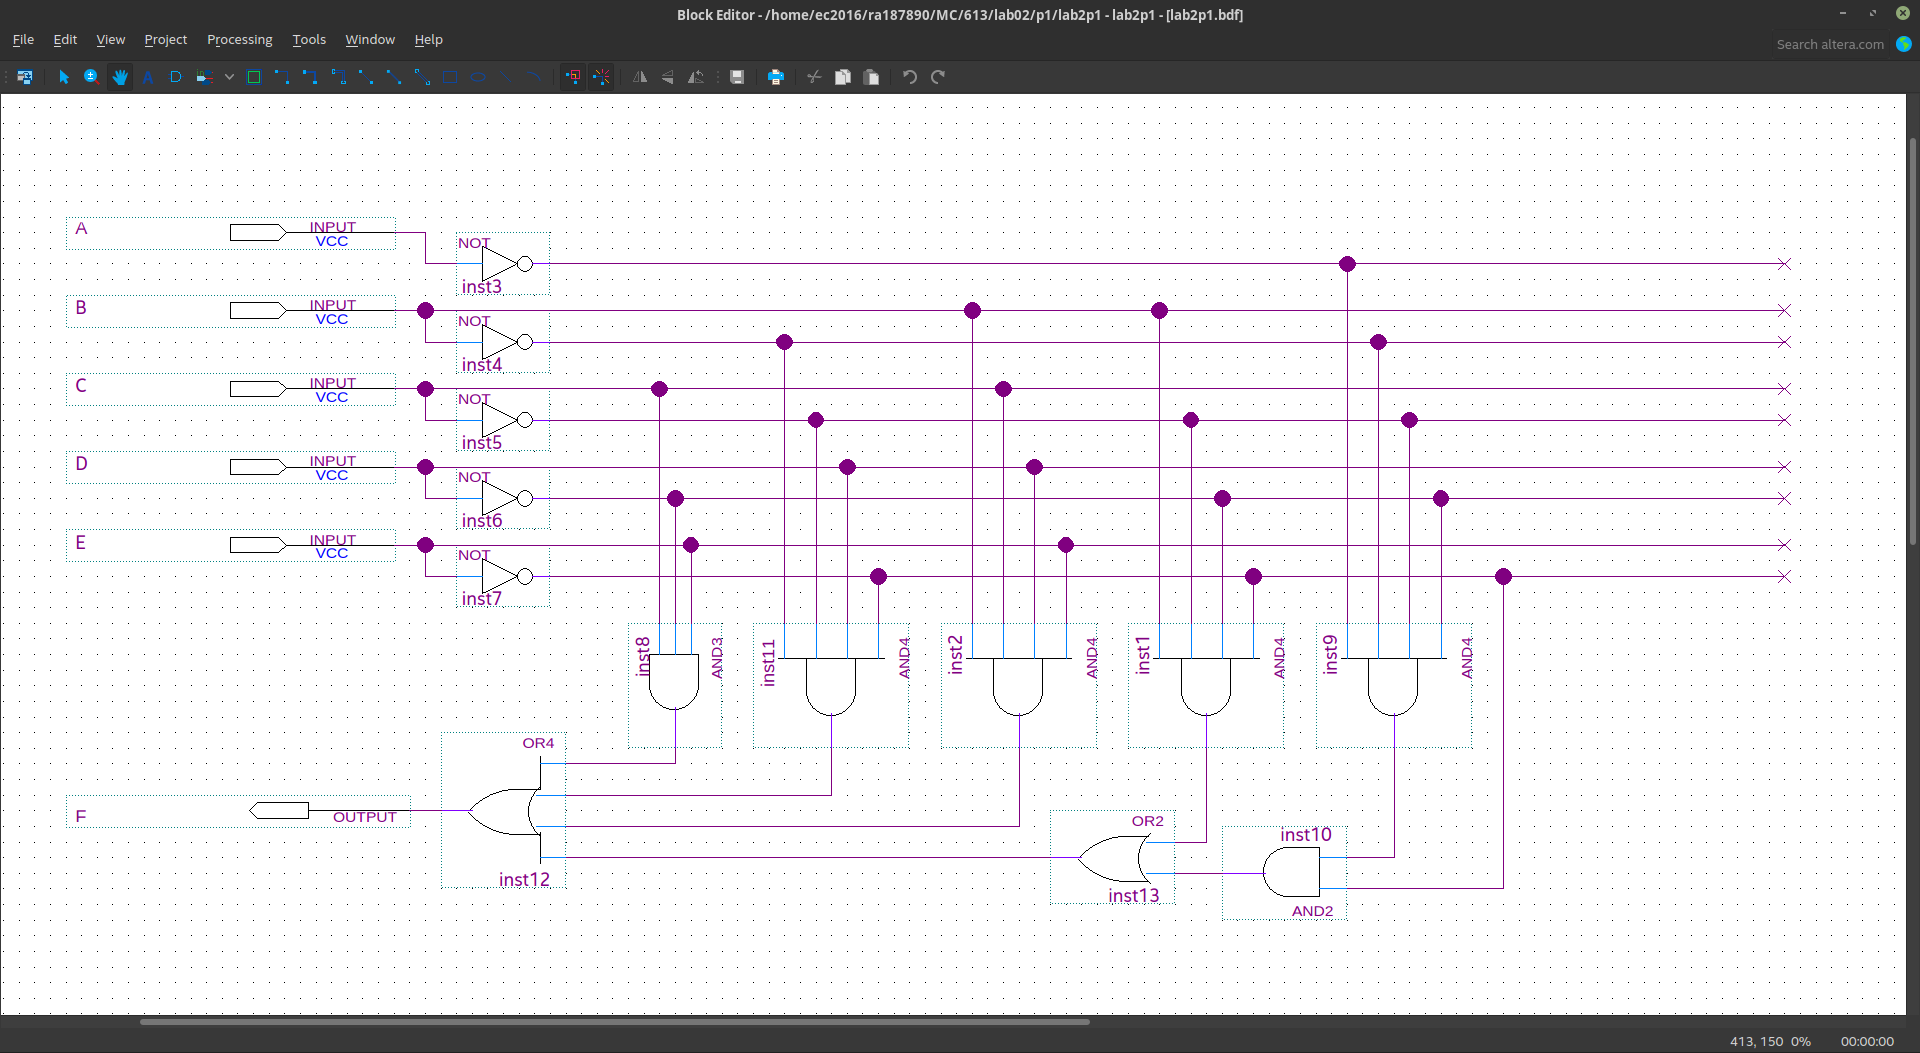 Block Editor - /home/ec2016/ra187890/MC/613/lab02/p1/lab2p1 - lab2p1 - [lab2p1.bdf]
File Edit View Project Processing Tools Window Help
Search altera.com
A INPUT VCC
NOT
inst3
B INPUT VCC
NOT
inst4
C INPUT VCC
NOT
inst5
D INPUT VCC
NOT
inst6
E INPUT VCC
NOT
inst7
inst8 AND3
inst11 AND4
inst2 AND4
inst1 AND4
inst9 AND4
OR4
inst12
F OUTPUT
OR2
inst13
inst10
AND2
413, 150 0% 00:00:00